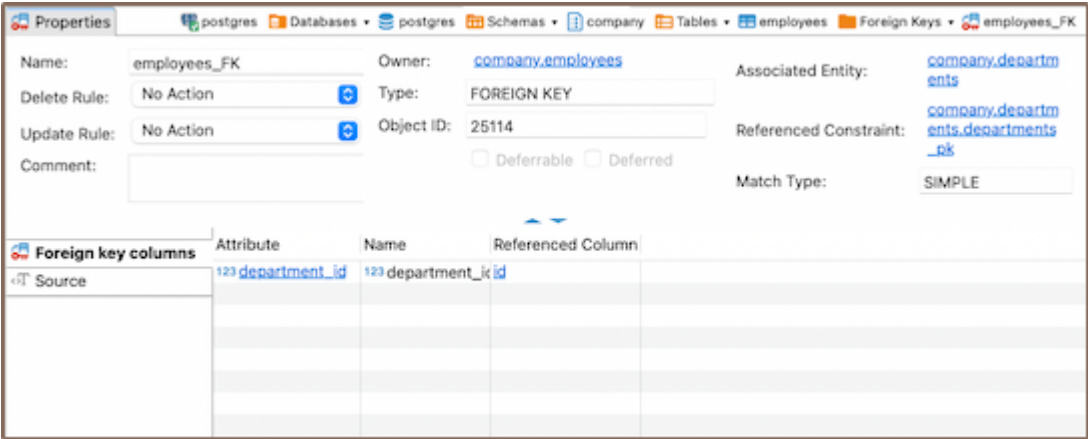 Properties
postgres Databases postgres Schemas company Tables employees Foreign Keys employees_FK
Name: employees_FK
Delete Rule: No Action
Update Rule: No Action
Comment:
Owner: company.employees
Type: FOREIGN KEY
Object ID: 25114
Deferrable Deferred
Associated Entity: company.departm
ents
Referenced Constraint: company.departm
ents.departments
_pk
Match Type: SIMPLE
Foreign key columns
Source
Attribute Name Referenced Column
123 department_id 123 department_ic id